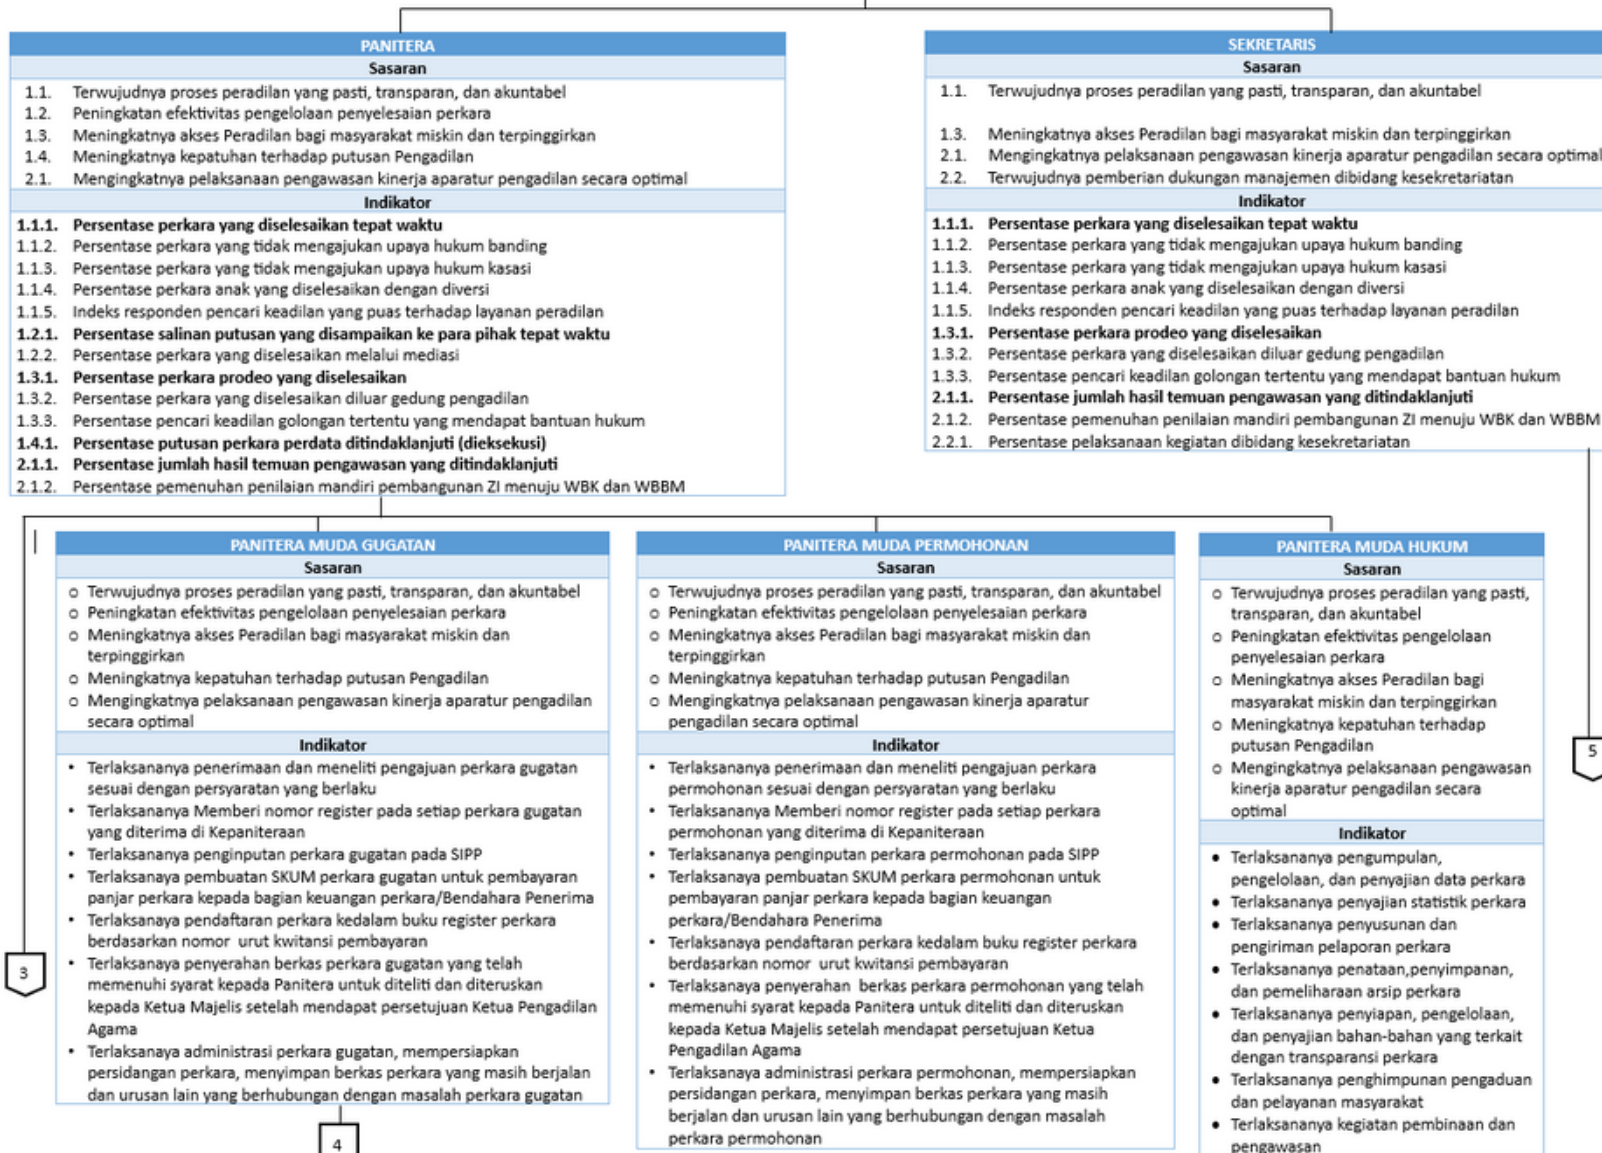 PANITERA
Sasaran
1.1. Terwujudnya proses peradilan yang pasti, transparan, dan akuntabel
1.2. Peningkatan efektivitas pengelolaan penyelesaian perkara
1.3. Meningkatnya akses Peradilan bagi masyarakat miskin dan terpinggirkan
1.4. Meningkatnya kepatuhan terhadap putusan Pengadilan
2.1. Mengingkatnya pelaksanaan pengawasan kinerja aparatur pengadilan secara optimal
Indikator
1.1.1. Persentase perkara yang diselesaikan tepat waktu
1.1.2. Persentase perkara yang tidak mengajukan upaya hukum banding
1.1.3. Persentase perkara yang tidak mengajukan upaya hukum kasasi
1.1.4. Persentase perkara anak yang diselesaikan dengan diversi
1.1.5. Indeks responden pencari keadilan yang puas terhadap layanan peradilan
1.2.1. Persentase salinan putusan yang disampaikan ke para pihak tepat waktu
1.2.2. Persentase perkara yang diselesaikan melalui mediasi
1.3.1. Persentase perkara prodeo yang diselesaikan
1.3.2. Persentase perkara yang diselesaikan diluar gedung pengadilan
1.3.3. Persentase pencari keadilan golongan tertentu yang mendapat bantuan hukum
1.4.1. Persentase putusan perkara perdata ditindaklanjuti (dieksekusi)
2.1.1. Persentase jumlah hasil temuan pengawasan yang ditindaklanjuti
2.1.2. Persentase pemenuhan penilaian mandiri pembangunan ZI menuju WBK dan WBBM
SEKRETARIS
Sasaran
1.1. Terwujudnya proses peradilan yang pasti, transparan, dan akuntabel
1.3. Meningkatnya akses Peradilan bagi masyarakat miskin dan terpinggirkan
2.1. Mengingkatnya pelaksanaan pengawasan kinerja aparatur pengadilan secara optimal
2.2. Terwujudnya pemberian dukungan manajemen dibidang kesekretariatan
Indikator
1.1.1. Persentase perkara yang diselesaikan tepat waktu
1.1.2. Persentase perkara yang tidak mengajukan upaya hukum banding
1.1.3. Persentase perkara yang tidak mengajukan upaya hukum kasasi
1.1.4. Persentase perkara anak yang diselesaikan dengan diversi
1.1.5. Indeks responden pencari keadilan yang puas terhadap layanan peradilan
1.3.1. Persentase perkara prodeo yang diselesaikan
1.3.2. Persentase perkara yang diselesaikan diluar gedung pengadilan
1.3.3. Persentase pencari keadilan golongan tertentu yang mendapat bantuan hukum
2.1.1. Persentase jumlah hasil temuan pengawasan yang ditindaklanjuti
2.1.2. Persentase pemenuhan penilaian mandiri pembangunan ZI menuju WBK dan WBBM
2.2.1. Persentase pelaksanaan kegiatan dibidang kesekretariatan
3
PANITERA MUDA GUGATAN
Sasaran
o Terwujudnya proses peradilan yang pasti, transparan, dan akuntabel
o Peningkatan efektivitas pengelolaan penyelesaian perkara
o Meningkatnya akses Peradilan bagi masyarakat miskin dan
terpinggirkan
o Meningkatnya kepatuhan terhadap putusan Pengadilan
o Mengingkatnya pelaksanaan pengawasan kinerja aparatur pengadilan
secara optimal
Indikator
• Terlaksananya penerimaan dan meneliti pengajuan perkara gugatan
sesuai dengan persyaratan yang berlaku
• Terlaksananya Memberi nomor register pada setiap perkara gugatan
yang diterima di Kepaniteraan
• Terlaksananya penginputan perkara gugatan pada SIPP
• Terlaksanaya pembuatan SKUM perkara gugatan untuk pembayaran
panjar perkara kepada bagian keuangan perkara/Bendahara Penerima
• Terlaksanaya pendaftaran perkara kedalam buku register perkara
berdasarkan nomor urut kwitansi pembayaran
• Terlaksanaya penyerahan berkas perkara gugatan yang telah
memenuhi syarat kepada Panitera untuk diteliti dan diteruskan
kepada Ketua Majelis setelah mendapat persetujuan Ketua Pengadilan
Agama
• Terlaksanaya administrasi perkara gugatan, mempersiapkan
persidangan perkara, menyimpan berkas perkara yang masih berjalan
dan urusan lain yang berhubungan dengan masalah perkara gugatan
4
PANITERA MUDA PERMOHONAN
Sasaran
o Terwujudnya proses peradilan yang pasti, transparan, dan akuntabel
o Peningkatan efektivitas pengelolaan penyelesaian perkara
o Meningkatnya akses Peradilan bagi masyarakat miskin dan
terpinggirkan
o Meningkatnya kepatuhan terhadap putusan Pengadilan
o Mengingkatnya pelaksanaan pengawasan kinerja aparatur
pengadilan secara optimal
Indikator
• Terlaksananya penerimaan dan meneliti pengajuan perkara
permohonan sesuai dengan persyaratan yang berlaku
• Terlaksananya Memberi nomor register pada setiap perkara
permohonan yang diterima di Kepaniteraan
• Terlaksananya penginputan perkara permohonan pada SIPP
• Terlaksanaya pembuatan SKUM perkara permohonan untuk
pembayaran panjar perkara kepada bagian keuangan
perkara/Bendahara Penerima
• Terlaksanaya pendaftaran perkara kedalam buku register perkara
berdasarkan nomor urut kwitansi pembayaran
• Terlaksanaya penyerahan berkas perkara permohonan yang telah
memenuhi syarat kepada Panitera untuk diteliti dan diteruskan
kepada Ketua Majelis setelah mendapat persetujuan Ketua
Pengadilan Agama
• Terlaksanaya administrasi perkara permohonan, mempersiapkan
persidangan perkara, menyimpan berkas perkara yang masih
berjalan dan urusan lain yang berhubungan dengan masalah
perkara permohonan
PANITERA MUDA HUKUM
Sasaran
o Terwujudnya proses peradilan yang pasti,
transparan, dan akuntabel
o Peningkatan efektivitas pengelolaan
penyelesaian perkara
o Meningkatnya akses Peradilan bagi
masyarakat miskin dan terpinggirkan
o Meningkatnya kepatuhan terhadap
putusan Pengadilan
o Mengingkatnya pelaksanaan pengawasan
kinerja aparatur pengadilan secara
optimal
Indikator
• Terlaksananya pengumpulan,
pengelolaan, dan penyajian data perkara
• Terlaksananya penyajian statistik perkara
• Terlaksananya penyusunan dan
pengiriman pelaporan perkara
• Terlaksananya penataan,penyimpanan,
dan pemeliharaan arsip perkara
• Terlaksananya penyiapan, pengelolaan,
dan penyajian bahan-bahan yang terkait
dengan transparansi perkara
• Terlaksananya penghimpunan pengaduan
dan pelayanan masyarakat
• Terlaksananya kegiatan pembinaan dan
pengawasan
5